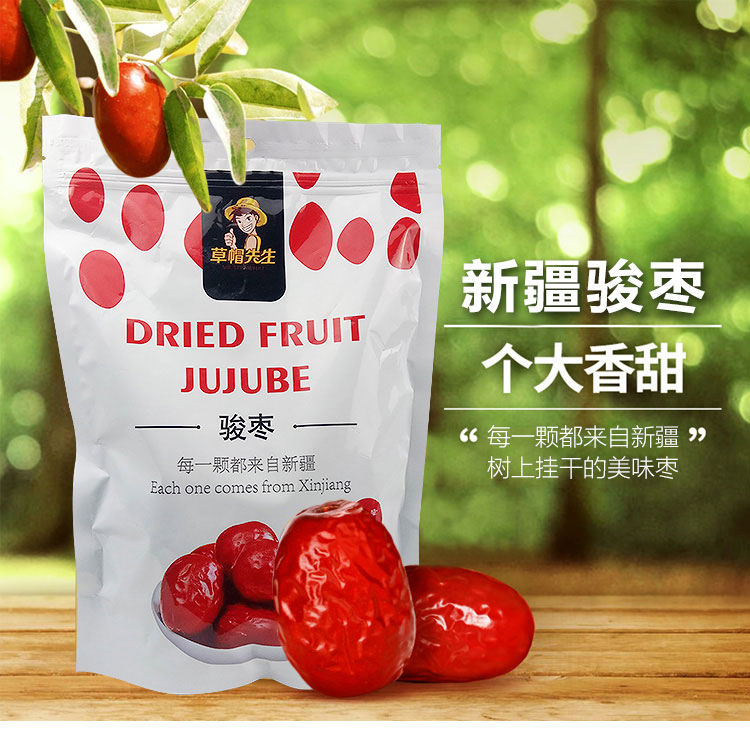 草帽先生
DRIED FRUIT
JUJUBE
骏枣
每一颗都来自新疆
Each one comes from Xinjiang
新疆骏枣
个大香甜
“ 每一颗都来自新疆 ”
树上挂干的美味枣